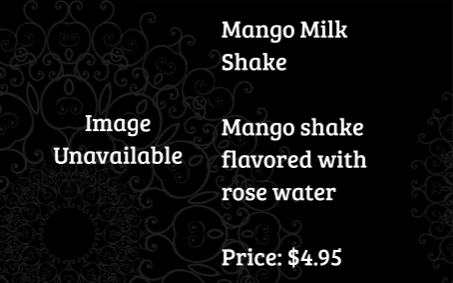 Image
Unavailable
Mango Milk
Shake
Mango shake
flavored with
rose water
Price: $4.95